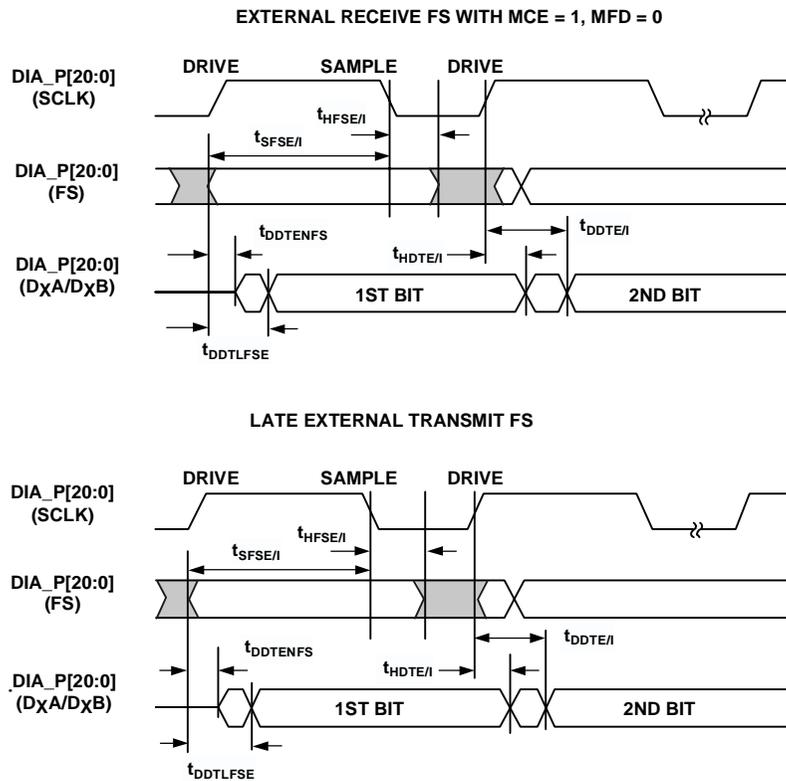 EXTERNAL RECEIVE FS WITH MCE = 1, MFD = 0
DRIVE SAMPLE DRIVE
DIA_P[20:0]
(SCLK)
tHFSE/I
tSFSE/I
DIA_P[20:0]
(FS)
tDDTENFS
tHDTE/I
tDDTE/I
DIA_P[20:0]
(DXA/DXB)
1ST BIT 2ND BIT
tDDTLFSE
LATE EXTERNAL TRANSMIT FS
DRIVE SAMPLE DRIVE
DIA_P[20:0]
(SCLK)
tHFSE/I
tSFSE/I
DIA_P[20:0]
(FS)
tDDTENFS
tHDTE/I
tDDTE/I
DIA_P[20:0]
(DXA/DXB)
1ST BIT 2ND BIT
tDDTLFSE